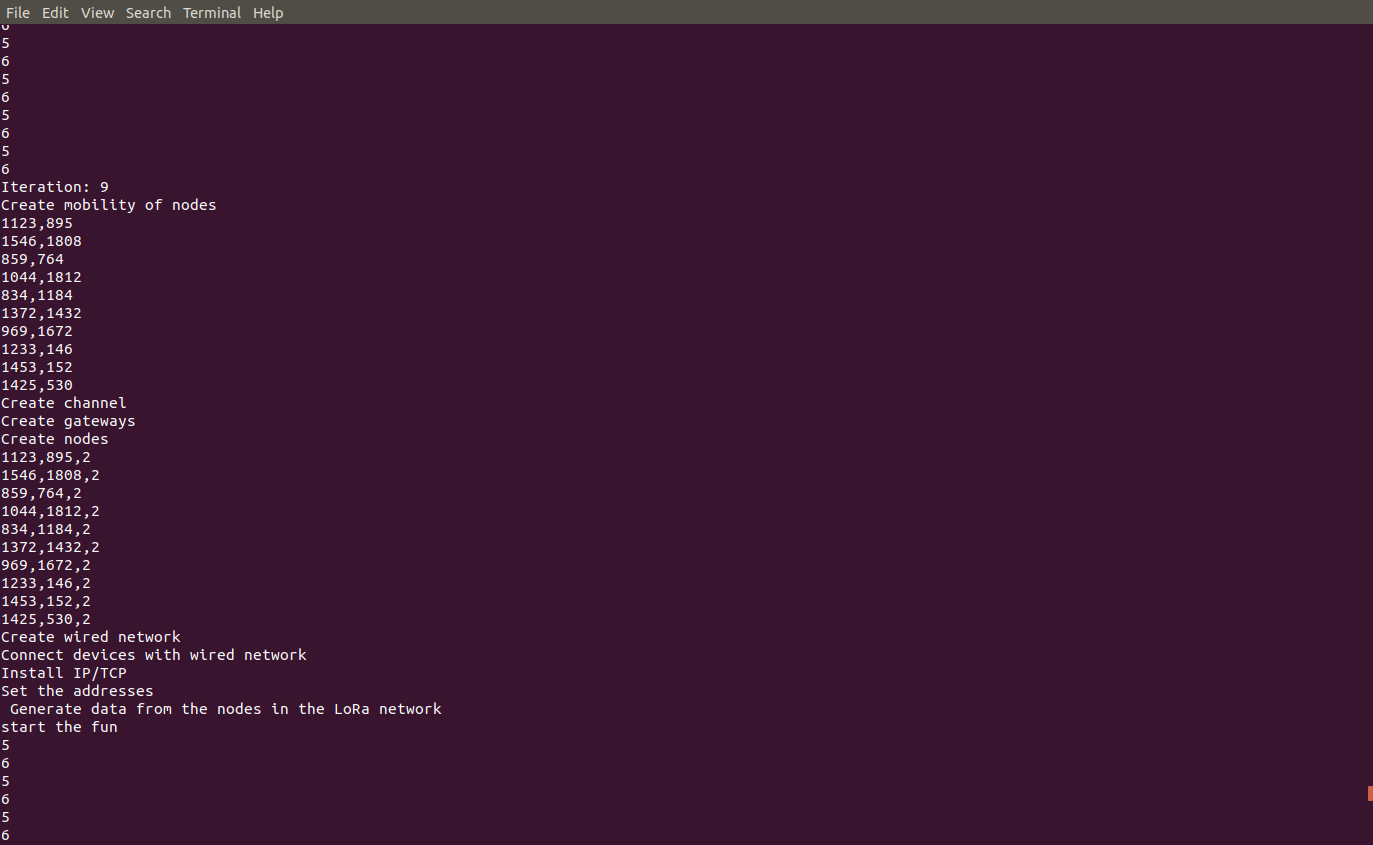 File Edit View Search Terminal Help
6
5
6
5
6
5
6
5
6
Iteration: 9
Create mobility of nodes
1123,895
1546,1808
859,764
1044,1812
834,1184
1372,1432
969,1672
1233,146
1453,152
1425,530
Create channel
Create gateways
Create nodes
1123,895,2
1546,1808,2
859,764,2
1044,1812,2
834,1184,2
1372,1432,2
969,1672,2
1233,146,2
1453,152,2
1425,530,2
Create wired network
Connect devices with wired network
Install IP/TCP
Set the addresses
 Generate data from the nodes in the LoRa network
start the fun
5
6
5
6
5
6